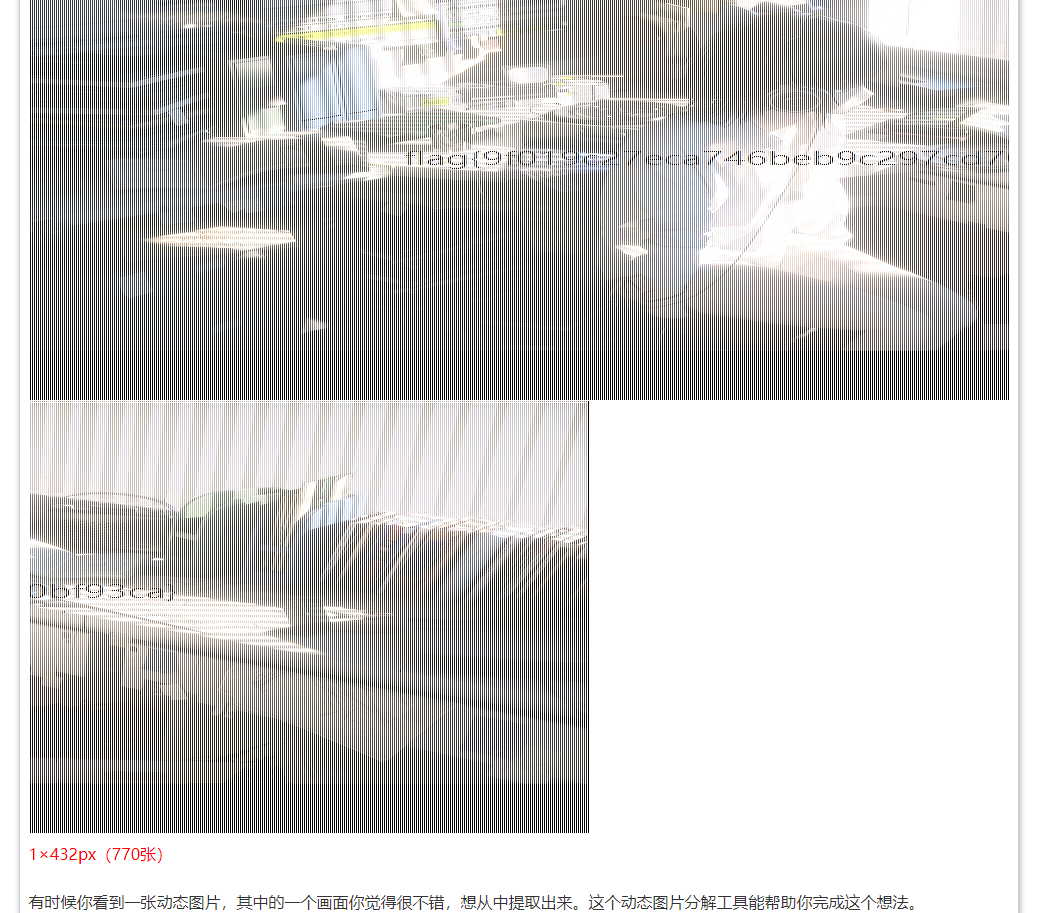 flag{9f019c27eca746beb9c297cd7
0bf93ca}
1×432px（770张）
有时候你看到一张动态图片，其中的一个画面你觉得很不错，想从中提取出来。这个动态图片分解工具能帮助你完成这个想法。